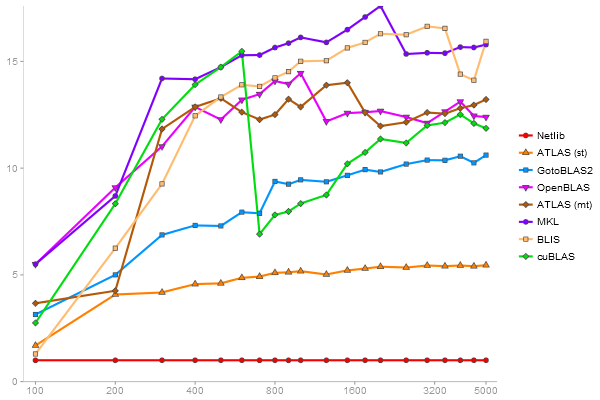 15
10
5
0
100
200
400
800
1600
3200
5000
Netlib
ATLAS (st)
GotoBLAS2
OpenBLAS
ATLAS (mt)
MKL
BLIS
cuBLAS